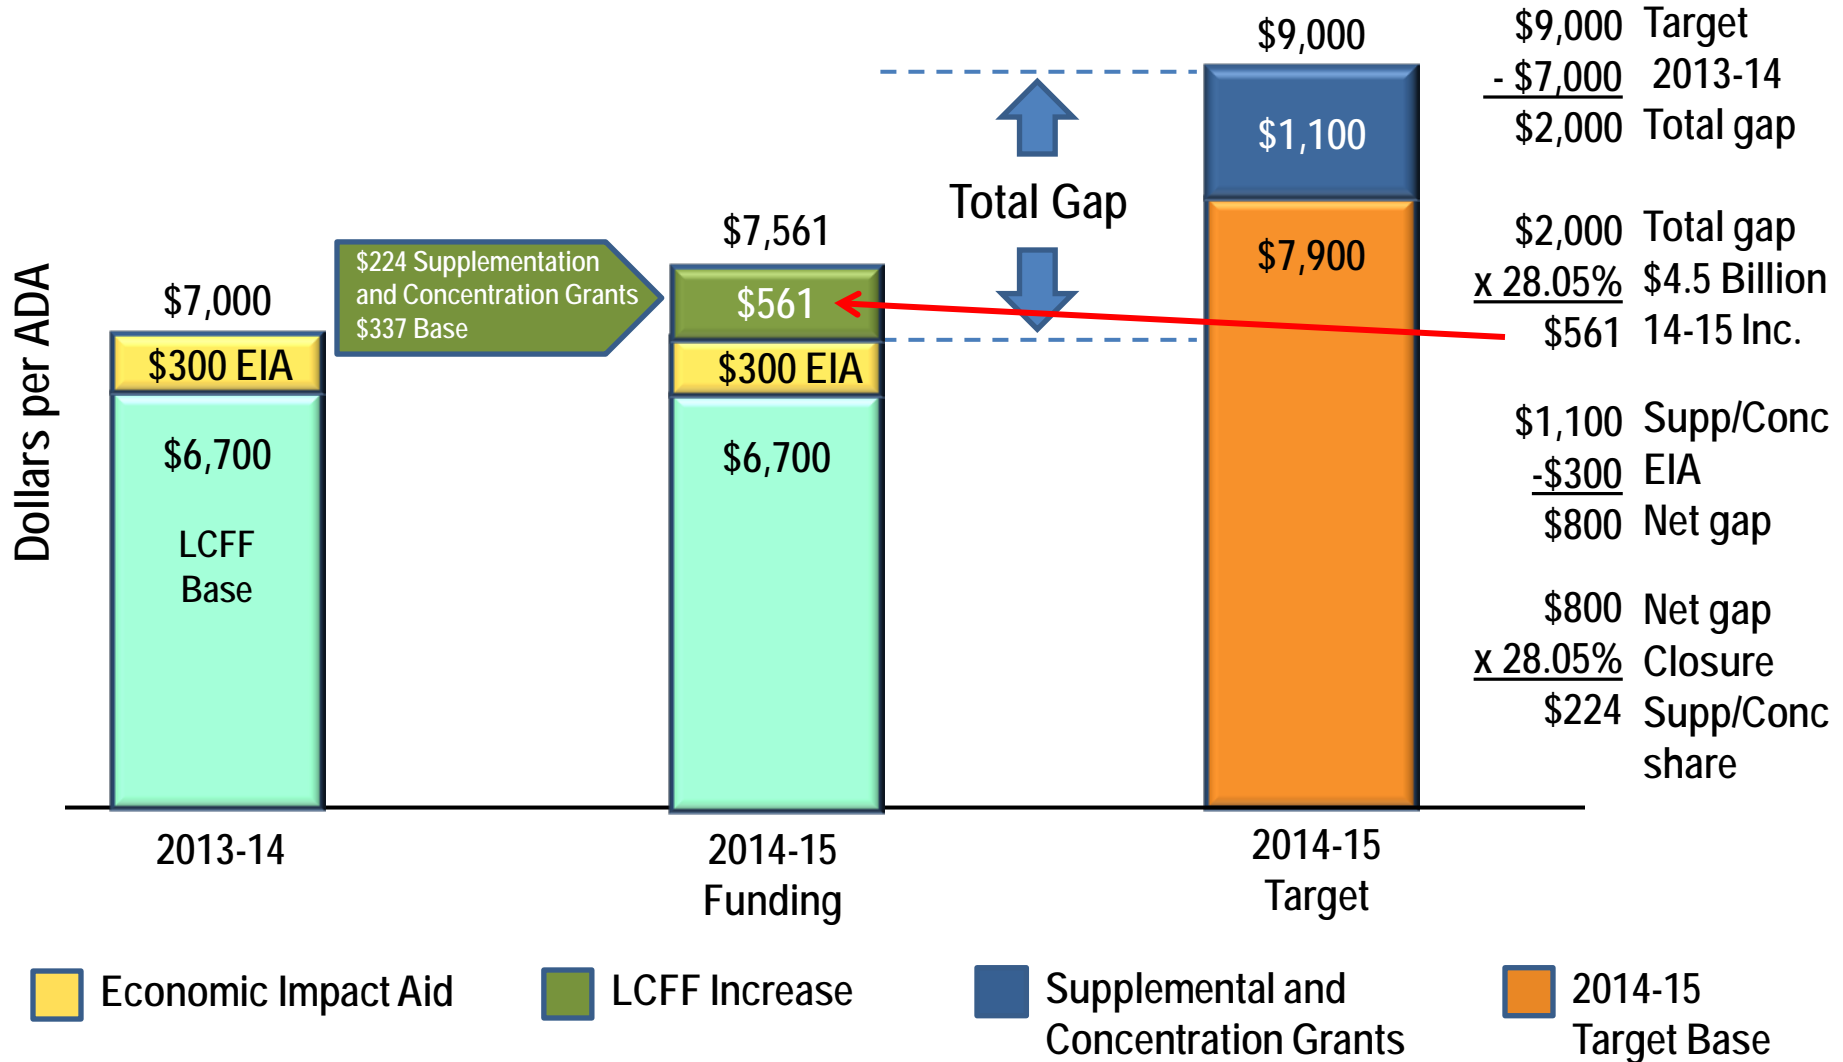 Dollars per ADA
$7,000
$300 EIA
$6,700
LCFF
Base
2013-14
$224 Supplementation
and Concentration Grants
$337 Base
$7,561
$561
$300 EIA
$6,700
2014-15
Funding
Total Gap
$9,000
$1,100
$7,900
2014-15
Target
$9,000 Target
- $7,000 2013-14
$2,000 Total gap
$2,000 Total gap
x 28.05% $4.5 Billion
$561 14-15 Inc.
$1,100 Supp/Conc
-$300 EIA
$800 Net gap
$800 Net gap
x 28.05% Closure
$224 Supp/Conc
share
Economic Impact Aid
LCFF Increase
Supplemental and
Concentration Grants
2014-15
Target Base